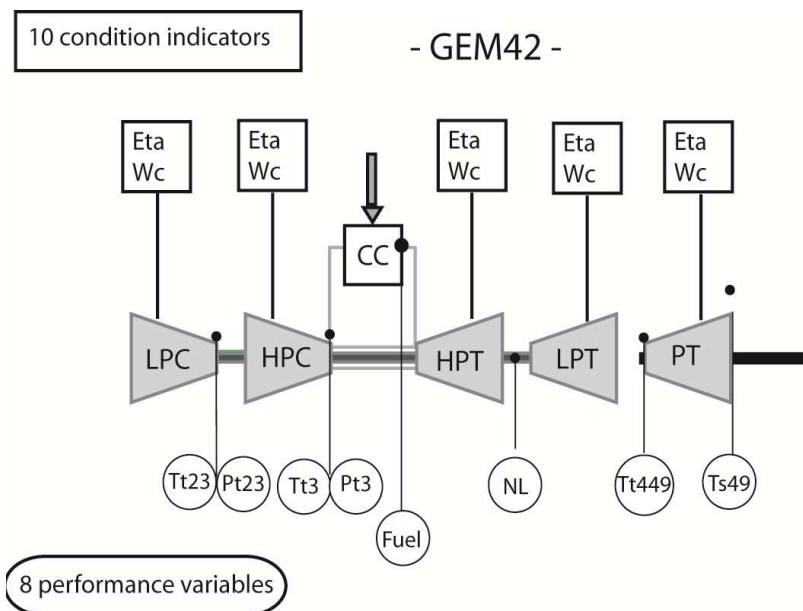 10 condition indicators
- GEM42 -
Eta
Wc
Eta
Wc
Eta
Wc
Eta
Wc
Eta
Wc
CC
LPC
HPC
HPT
LPT
PT
Tt23
Pt23
Tt3
Pt3
NL
Tt449
Ts49
Fuel
8 performance variables